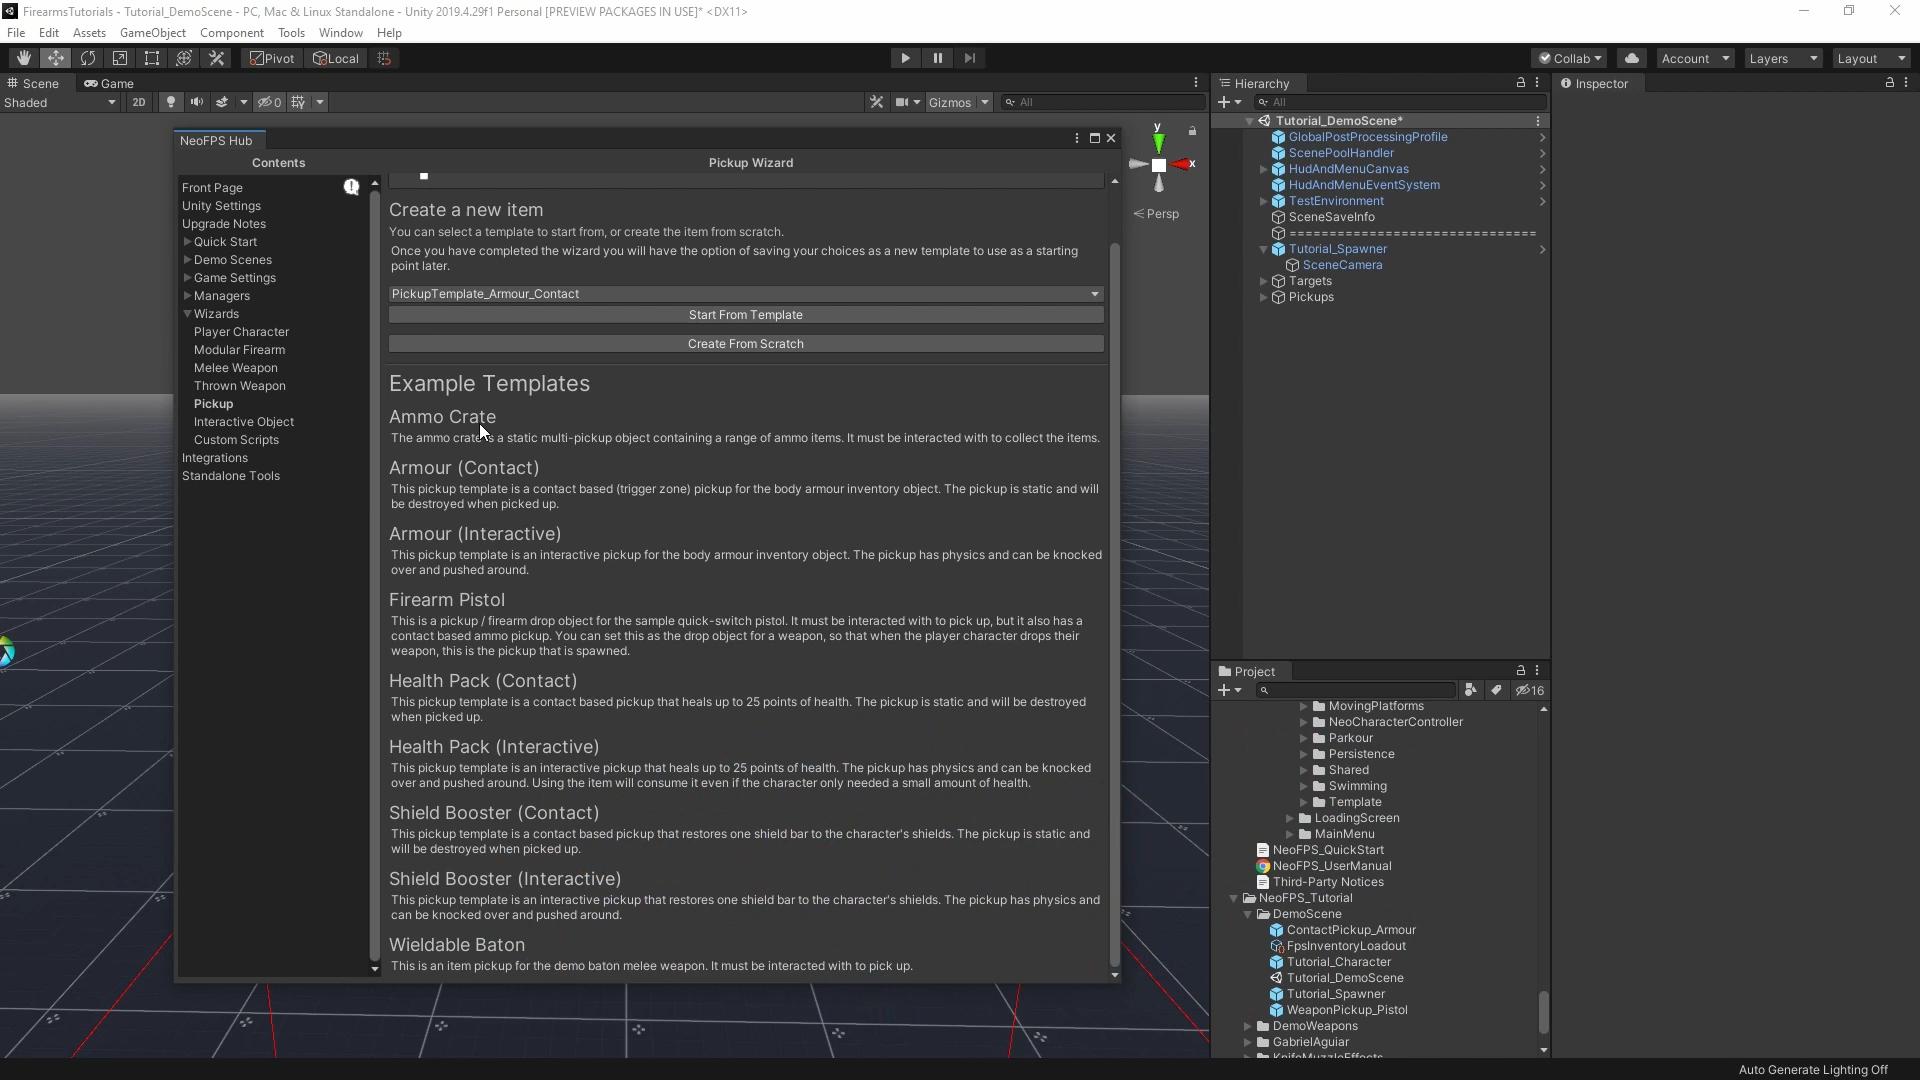 FirearmsTutorials - Tutorial_DemoScene - PC, Mac & Linux Standalone - Unity 2019.4.29f1 Personal [PREVIEW PACKAGES IN USE]* <DX11>
File Edit Assets GameObject Component Tools Window Help
Pivot Local Collab Account Layers Layout
Scene Game
Shaded 2D 0 Gizmos All
NeoFPS Hub
Contents
Front Page
Unity Settings
Upgrade Notes
Quick Start
Demo Scenes
Game Settings
Managers
Wizards
Player Character
Modular Firearm
Melee Weapon
Thrown Weapon
Pickup
Interactive Object
Custom Scripts
Integrations
Standalone Tools
Pickup Wizard
Create a new item
You can select a template to start from, or create the item from scratch.
Once you have completed the wizard you will have the option of saving your choices as a new template to use as a starting
point later.
PickupTemplate_Armour_Contact
Start From Template
Create From Scratch
Example Templates
Ammo Crate
The ammo crate is a static multi-pickup object containing a range of ammo items. It must be interacted with to collect the items.
Armour (Contact)
This pickup template is a contact based (trigger zone) pickup for the body armour inventory object. The pickup is static and will
be destroyed when picked up.
Armour (Interactive)
This pickup template is an interactive pickup for the body armour inventory object. The pickup has physics and can be knocked
over and pushed around.
Firearm Pistol
This is a pickup / firearm drop object for the sample quick-switch pistol. It must be interacted with to pick up, but it also has a
contact based ammo pickup. You can set this as the drop object for a weapon, so that when the player character drops their
weapon, this is the pickup that is spawned.
Health Pack (Contact)
This pickup template is a contact based pickup that heals up to 25 points of health. The pickup is static and will be destroyed
when picked up.
Health Pack (Interactive)
This pickup template is an interactive pickup that heals up to 25 points of health. The pickup has physics and can be knocked
over and pushed around. Using the item will consume it even if the character only needed a small amount of health.
Shield Booster (Contact)
This pickup template is a contact based pickup that restores one shield bar to the character's shields. The pickup is static and
will be destroyed when picked up.
Shield Booster (Interactive)
This pickup template is an interactive pickup that restores one shield bar to the character's shields. The pickup has physics and
can be knocked over and pushed around.
Wieldable Baton
This is an item pickup for the demo baton melee weapon. It must be interacted with to pick up.
y
x
Persp
Hierarchy
All
Tutorial_DemoScene*
GlobalPostProcessingProfile
ScenePoolHandler
HudAndMenuCanvas
HudAndMenuEventSystem
TestEnvironment
SceneSaveInfo
================================
Tutorial_Spawner
SceneCamera
Targets
Pickups
Inspector
Project
16
MovingPlatforms
NeoCharacterController
Parkour
Persistence
Shared
Swimming
Template
LoadingScreen
MainMenu
NeoFPS_QuickStart
NeoFPS_UserManual
Third-Party Notices
NeoFPS_Tutorial
DemoScene
ContactPickup_Armour
FpsInventoryLoadout
Tutorial_Character
Tutorial_DemoScene
Tutorial_Spawner
WeaponPickup_Pistol
DemoWeapons
GabrielAguiar
KnifeMuzzleEffects
Auto Generate Lighting Off